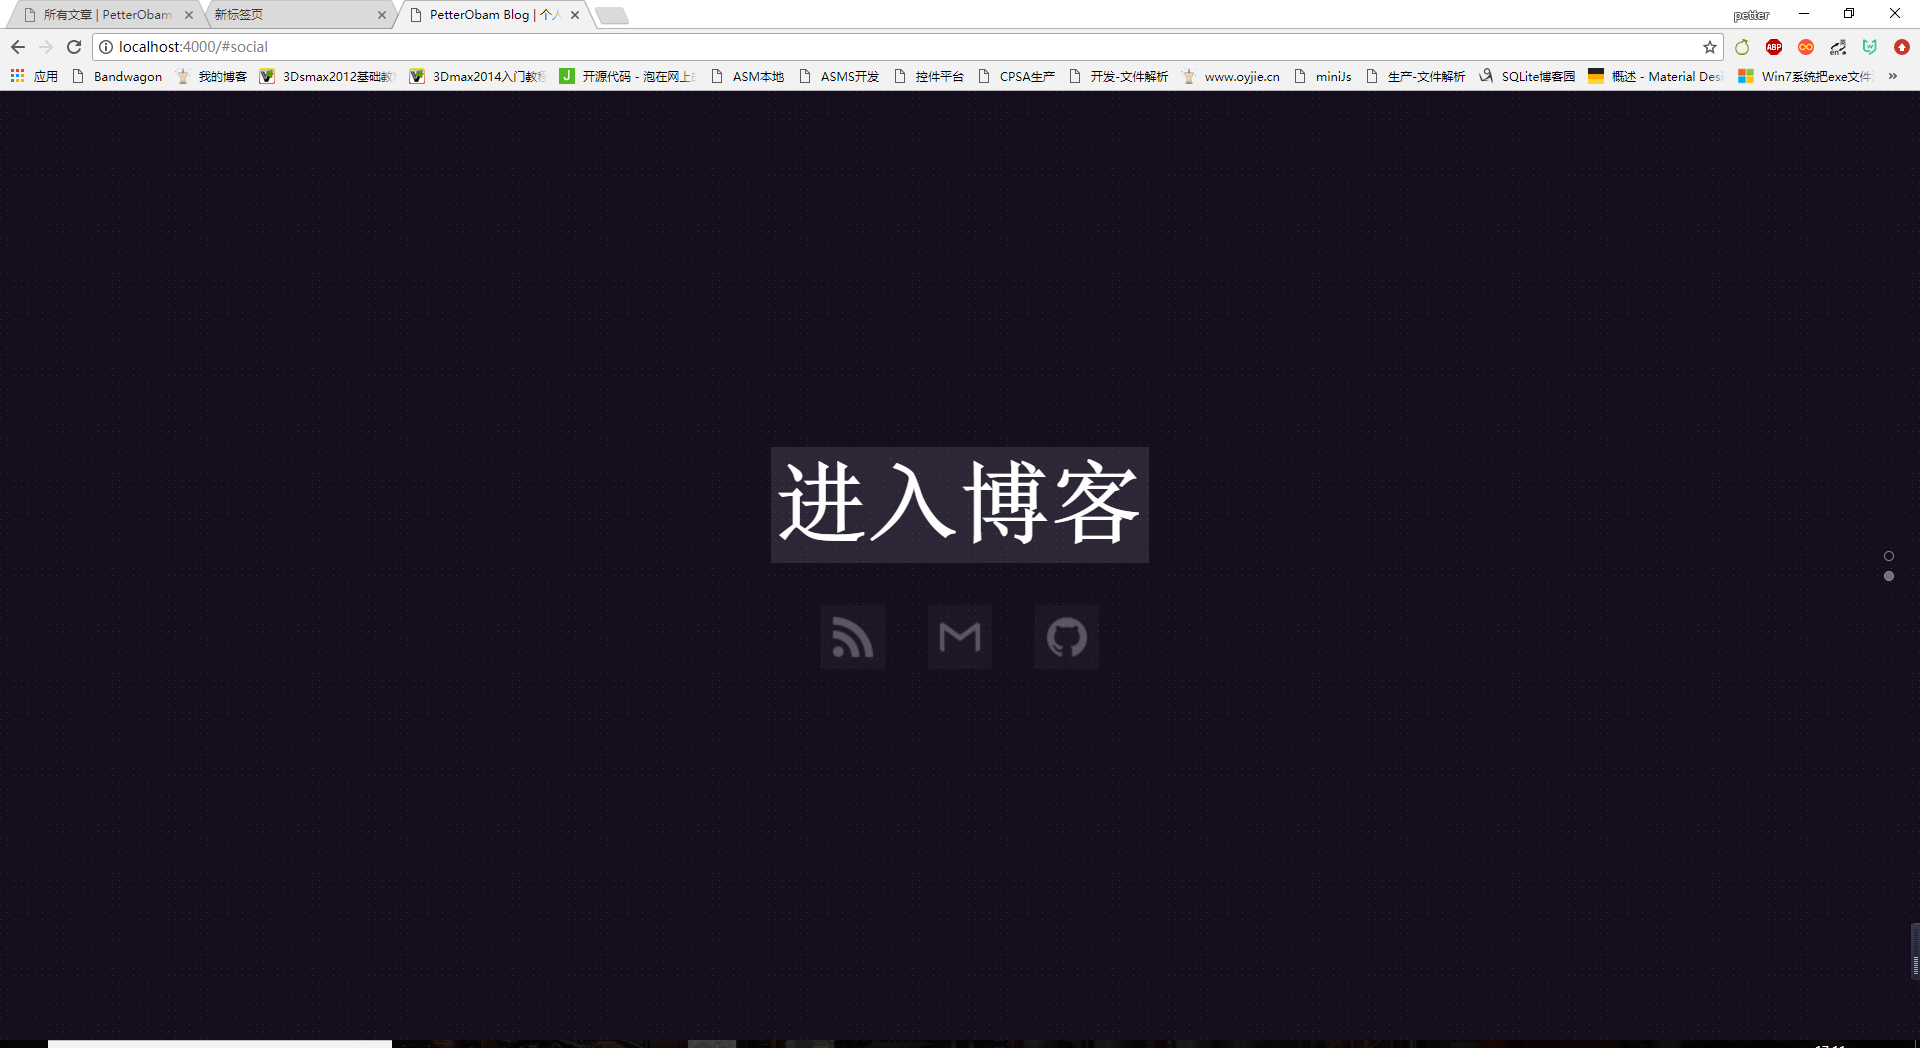 所有文章 | PetterObam
新标签页
PetterObam Blog | 个人
petter
localhost:4000/#social
ABP
应用
Bandwagon
我的博客
3Dsmax2012基础教
3Dmax2014入门教程
开源代码 - 泡在网上
ASM本地
ASMS开发
控件平台
CPSA生产
开发-文件解析
www.oyjie.cn
miniJs
生产-文件解析
SQLite博客园
概述 - Material Desi
Win7系统把exe文件
»
进入博客